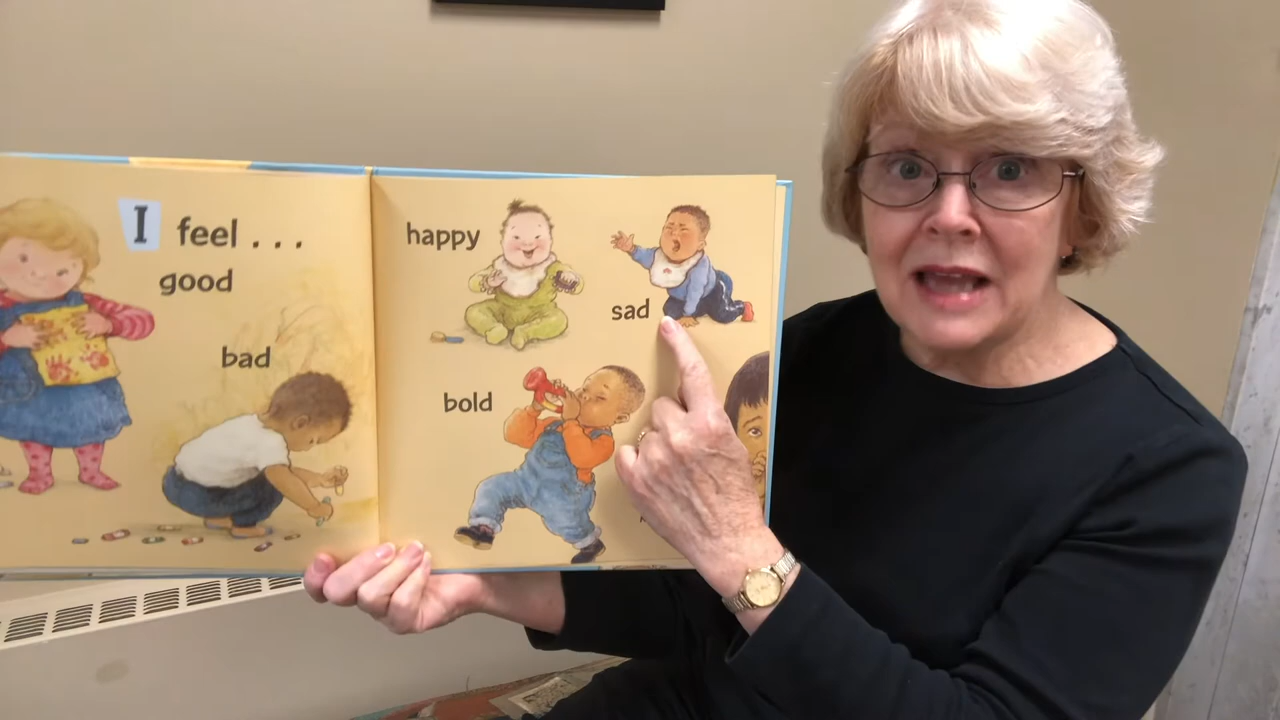 I feel . . .
good
bad
happy
sad
bold